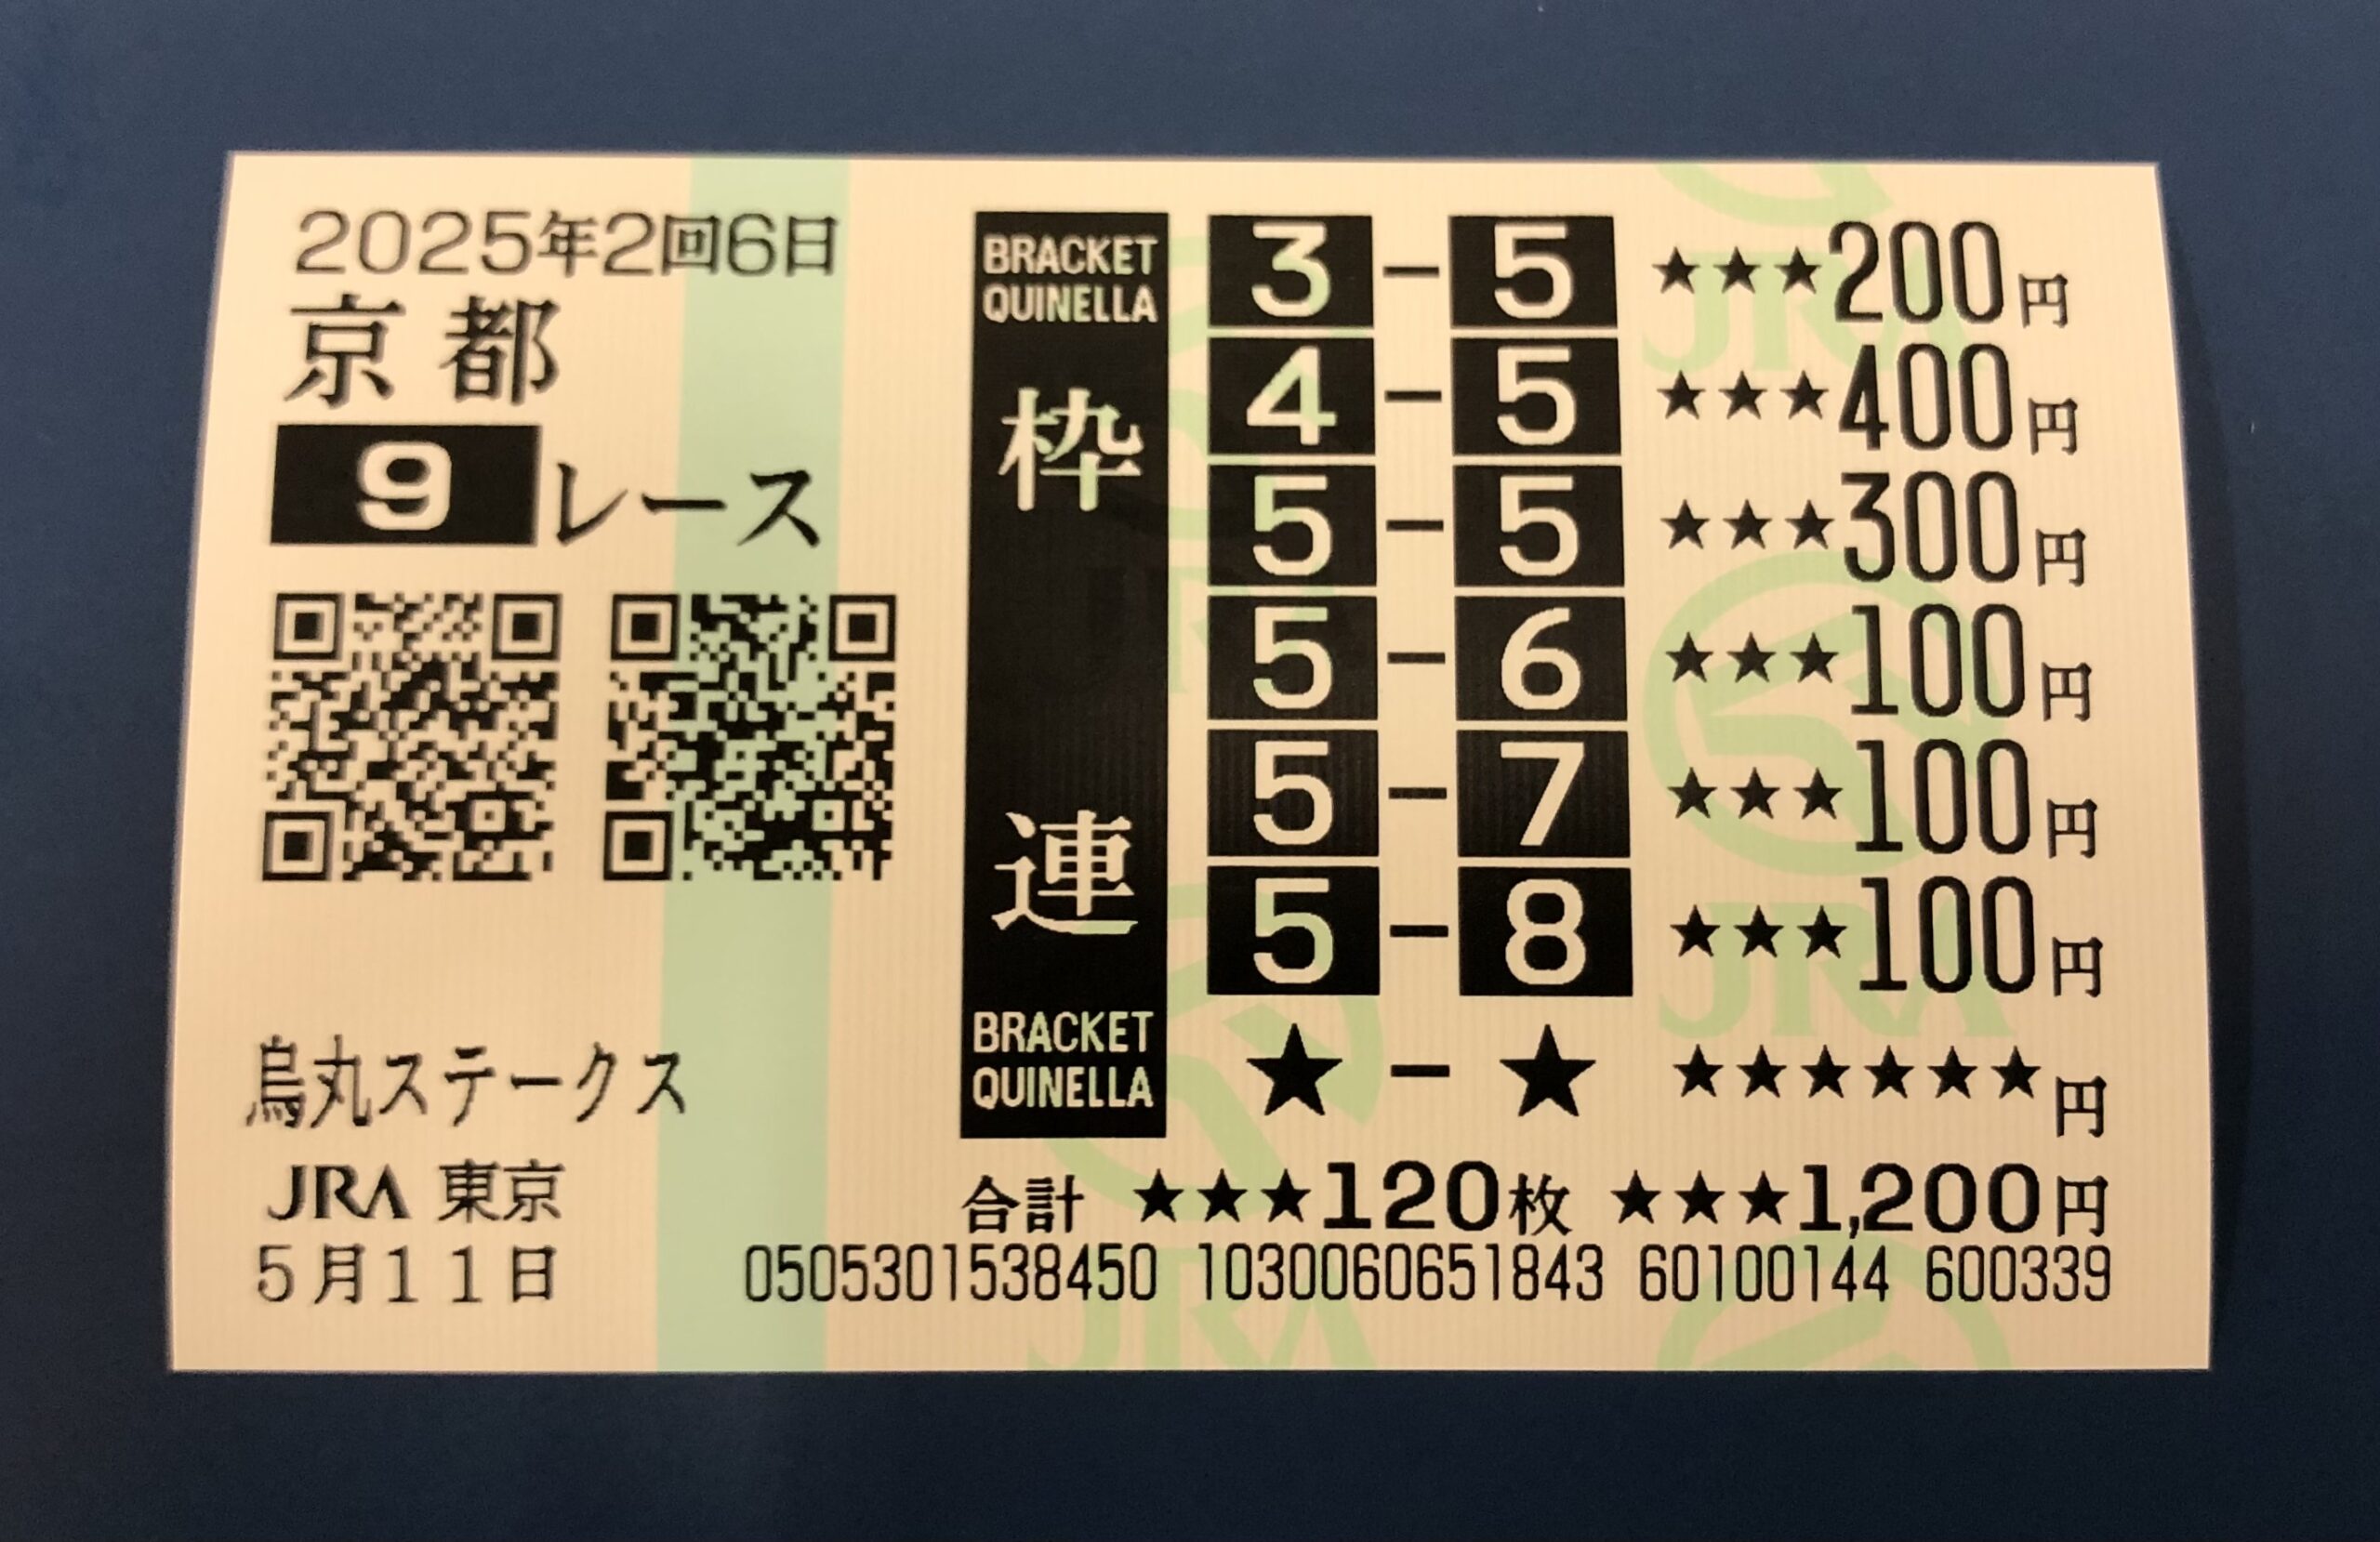 2025年2回6日
京都
9レース
烏丸ステークス
JRA 東京
5月11日
BRACKET
QUINELLA
枠
連
BRACKET
QUINELLA
3-5 ★★★200円
4-5 ★★★400円
5-5 ★★★300円
5-6 ★★★100円
5-7 ★★★100円
5-8 ★★★100円
★-★ ★★★★★★円
合計 ★★★120枚 ★★★1,200円
0505301538450 1030060651843 60100144 600339
JRA
JRA
JRA
JRA